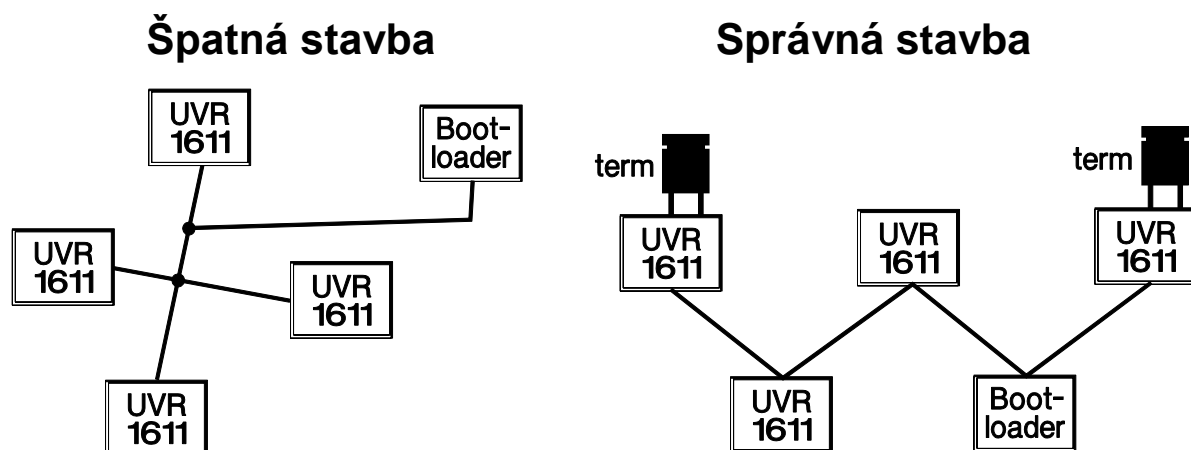 Špatná stavba
UVR
1611
Boot-
loader
UVR
1611
UVR
1611
UVR
1611
Správná stavba
term
UVR
1611
UVR
1611
term
UVR
1611
UVR
1611
Boot-
loader